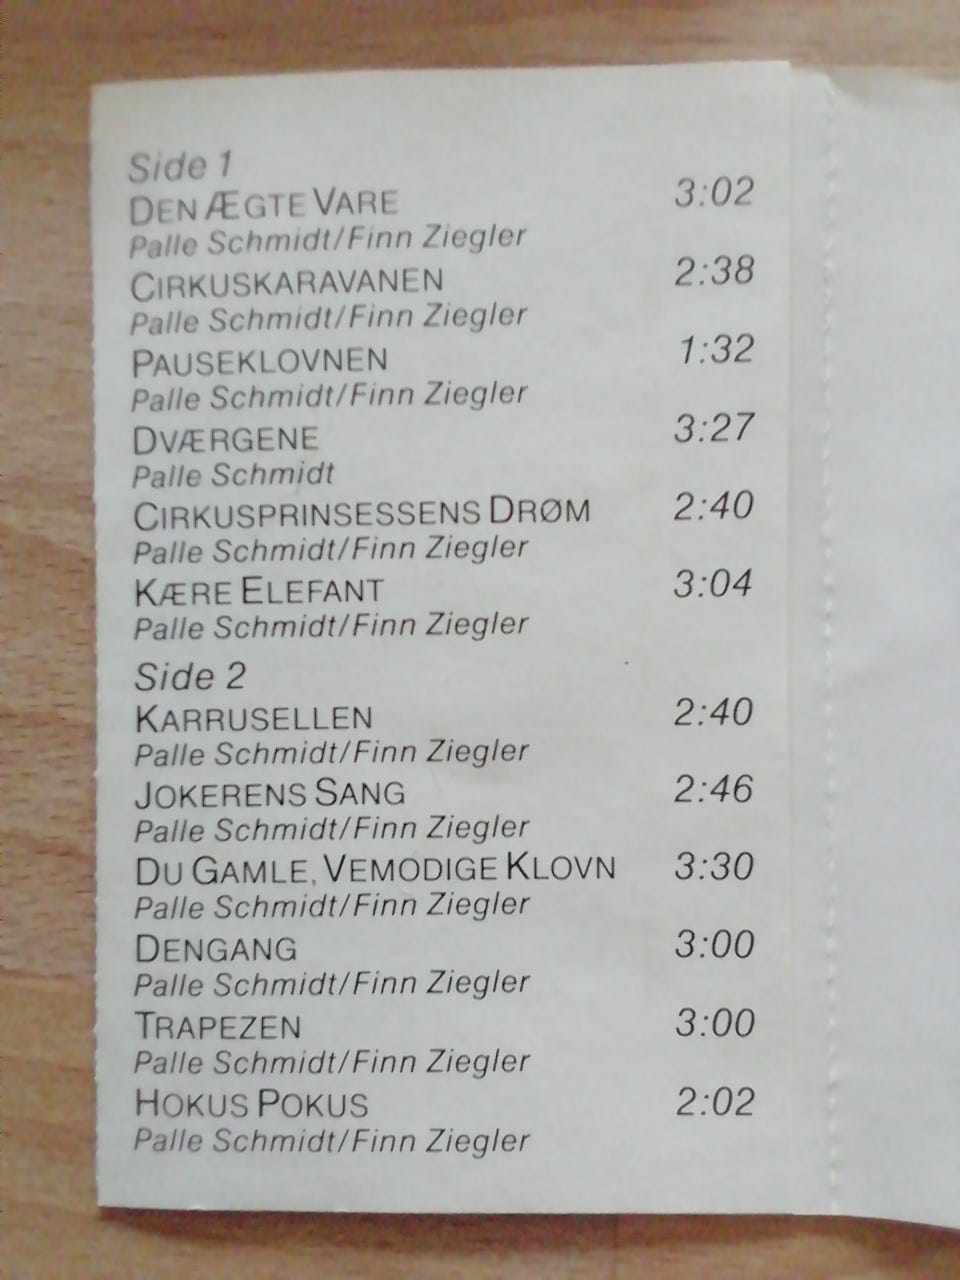 Side 1
DEN ÆGTE VARE 3:02
Palle Schmidt/Finn Ziegler
CIRKUSKARAVANEN 2:38
Palle Schmidt/Finn Ziegler
PAUSEKLOVNEN 1:32
Palle Schmidt/Finn Ziegler
DVÆRGENE 3:27
Palle Schmidt
CIRKUSPRINSESSENS DRØM 2:40
Palle Schmidt/Finn Ziegler
KÆRE ELEFANT 3:04
Palle Schmidt/Finn Ziegler
Side 2
KARRUSELLEN 2:40
Palle Schmidt/Finn Ziegler
JOKERENS SANG 2:46
Palle Schmidt/Finn Ziegler
DU GAMLE, VEMODIGE KLOVN 3:30
Palle Schmidt/Finn Ziegler
DENGANG 3:00
Palle Schmidt/Finn Ziegler
TRAPEZEN 3:00
Palle Schmidt/Finn Ziegler
HOKUS POKUS 2:02
Palle Schmidt/Finn Ziegler